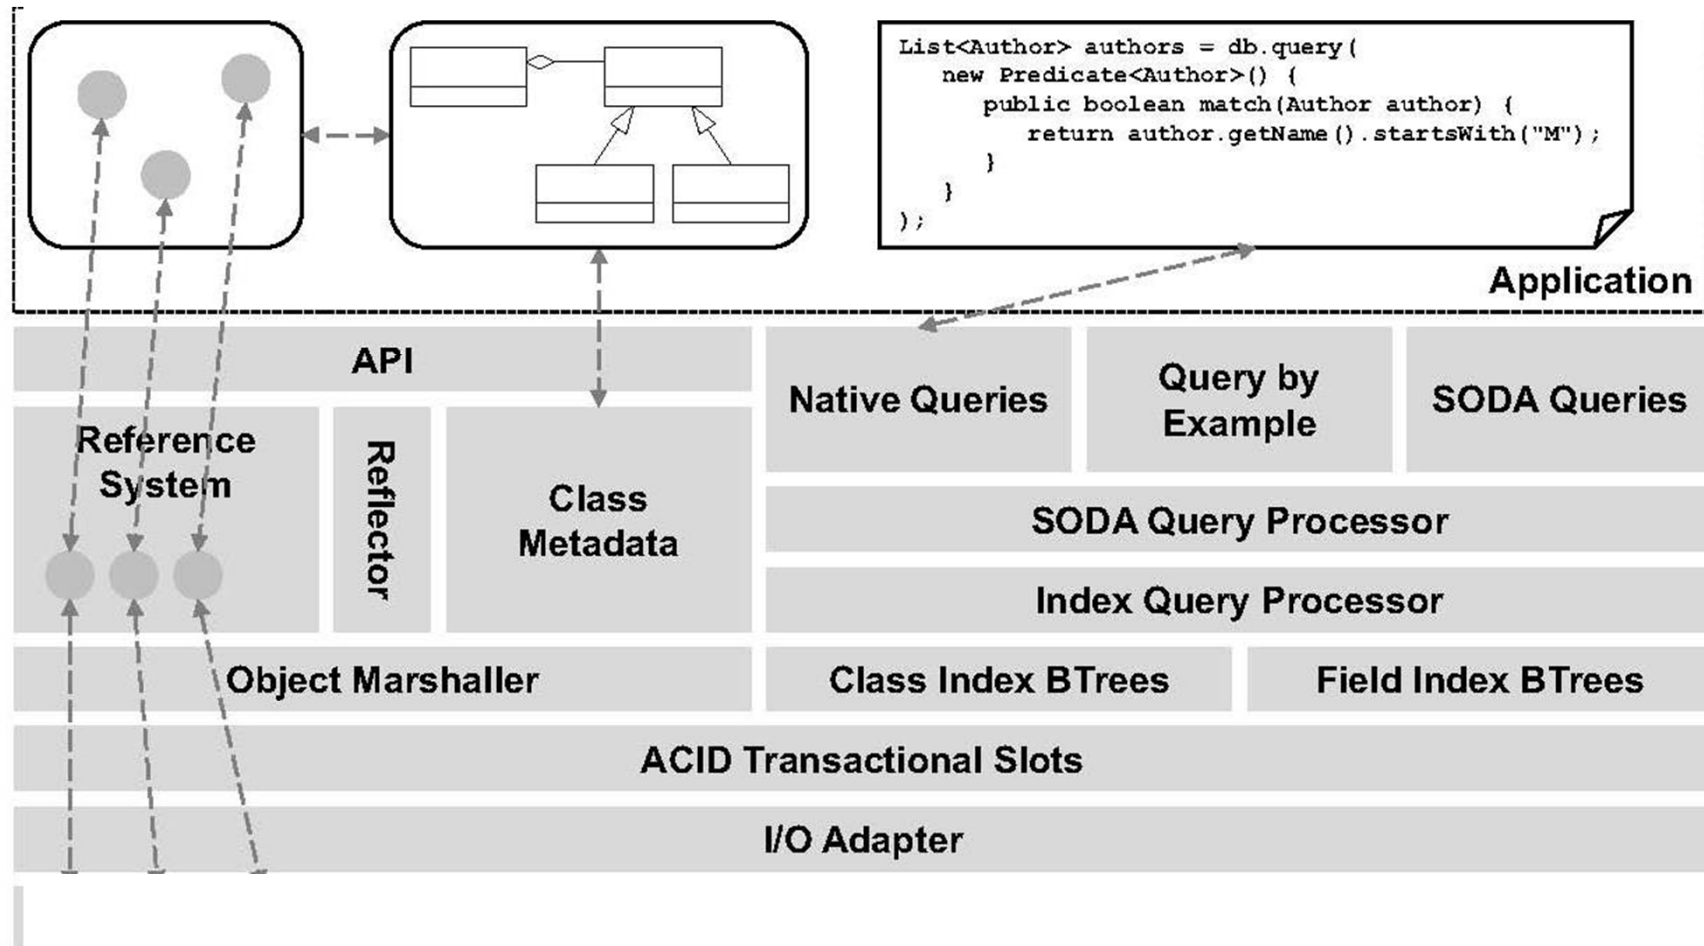 List<Author> authors = db.query(
new Predicate<Author>() {
public boolean match(Author author) {
return author.getName().startsWith("M");
}
}
);
Application
API
Native Queries
Query by
Example
SODA Queries
Reference
System
Reflector
Class
Metadata
SODA Query Processor
Index Query Processor
Object Marshaller
Class Index BTrees
Field Index BTrees
ACID Transactional Slots
I/O Adapter